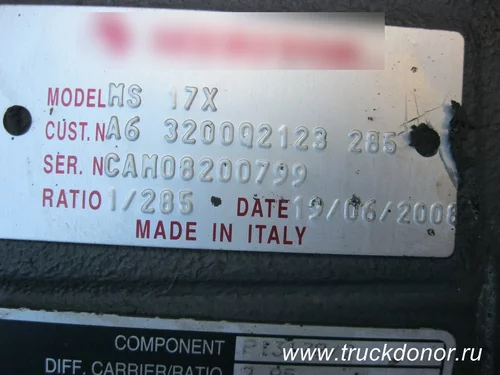 MODEL MS 17X
CUST.N A6 320002123 285
SER. N CAM08200799
RATIO 1/285 DATE 19/06/2008
MADE IN ITALY
COMPONENT
DIFF. CARRIER/RATIO
www.truckdonor.ru